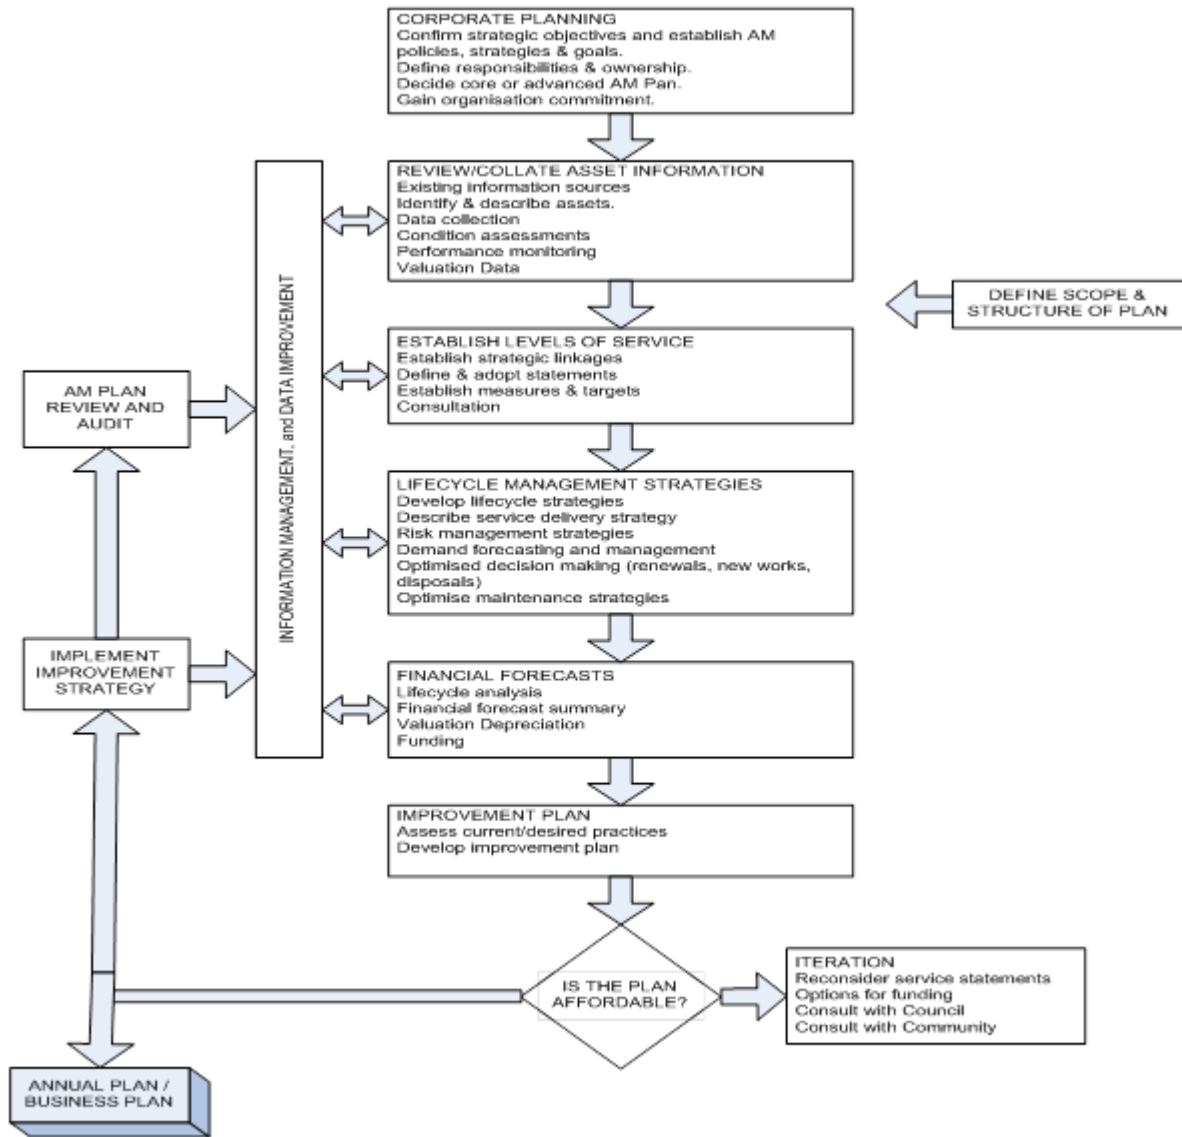 CORPORATE PLANNING
Confirm strategic objectives and establish AM
policies, strategies & goals.
Define responsibilities & ownership.
Decide core or advanced AM Pan.
Gain organisation commitment.
REVIEW/COLLATE ASSET INFORMATION
Existing information sources
Identify & describe assets.
Data collection
Condition assessments
Performance monitoring
Valuation Data
INFORMATION MANAGEMENT, and DATA IMPROVEMENT
DEFINE SCOPE &
STRUCTURE OF PLAN
ESTABLISH LEVELS OF SERVICE
Establish strategic linkages
Define & adopt statements
Establish measures & targets
Consultation
AM PLAN
REVIEW AND
AUDIT
LIFECYCLE MANAGEMENT STRATEGIES
Develop lifecycle strategies
Describe service delivery strategy
Risk management strategies
Demand forecasting and management
Optimised decision making (renewals, new works,
disposals)
Optimise maintenance strategies
IMPLEMENT
IMPROVEMENT
STRATEGY
FINANCIAL FORECASTS
Lifecycle analysis
Financial forecast summary
Valuation Depreciation
Funding
IMPROVEMENT PLAN
Assess current/desired practices
Develop improvement plan
IS THE PLAN
AFFORDABLE?
ITERATION
Reconsider service statements
Options for funding
Consult with Council
Consult with Community
ANNUAL PLAN /
BUSINESS PLAN